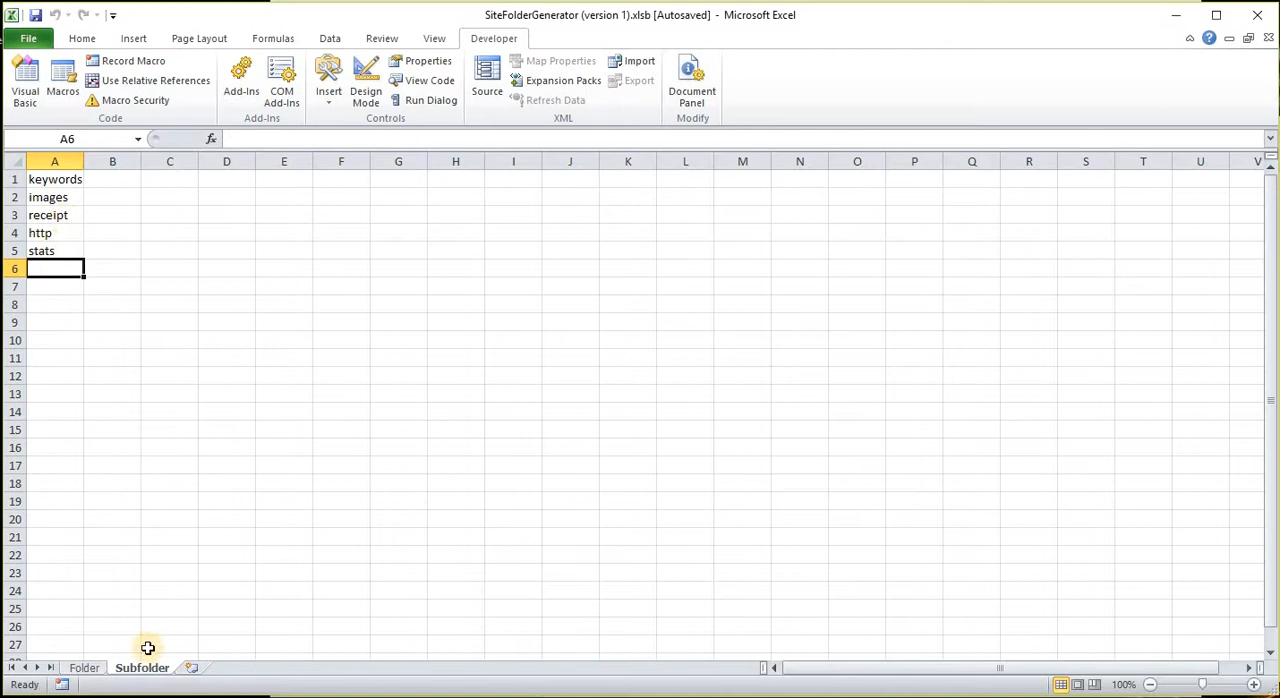 SiteFolderGenerator (version 1).xlsb [Autosaved] - Microsoft Excel
File Home Insert Page Layout Formulas Data Review View Developer
Visual Basic
Macros
Record Macro
Use Relative References
Macro Security
Code
Add-Ins
COM Add-Ins
Add-Ins
Insert
Design Mode
Properties
View Code
Run Dialog
Controls
Source
Map Properties
Expansion Packs
Refresh Data
Import
Export
XML
Document Panel
Modify
A6 fx
A B C D E F G H I J K L M N O P Q R S T U V
1 keywords
2 images
3 receipt
4 http
5 stats
6
7
8
9
10
11
12
13
14
15
16
17
18
19
20
21
22
23
24
25
26
27
Folder Subfolder
Ready 100%